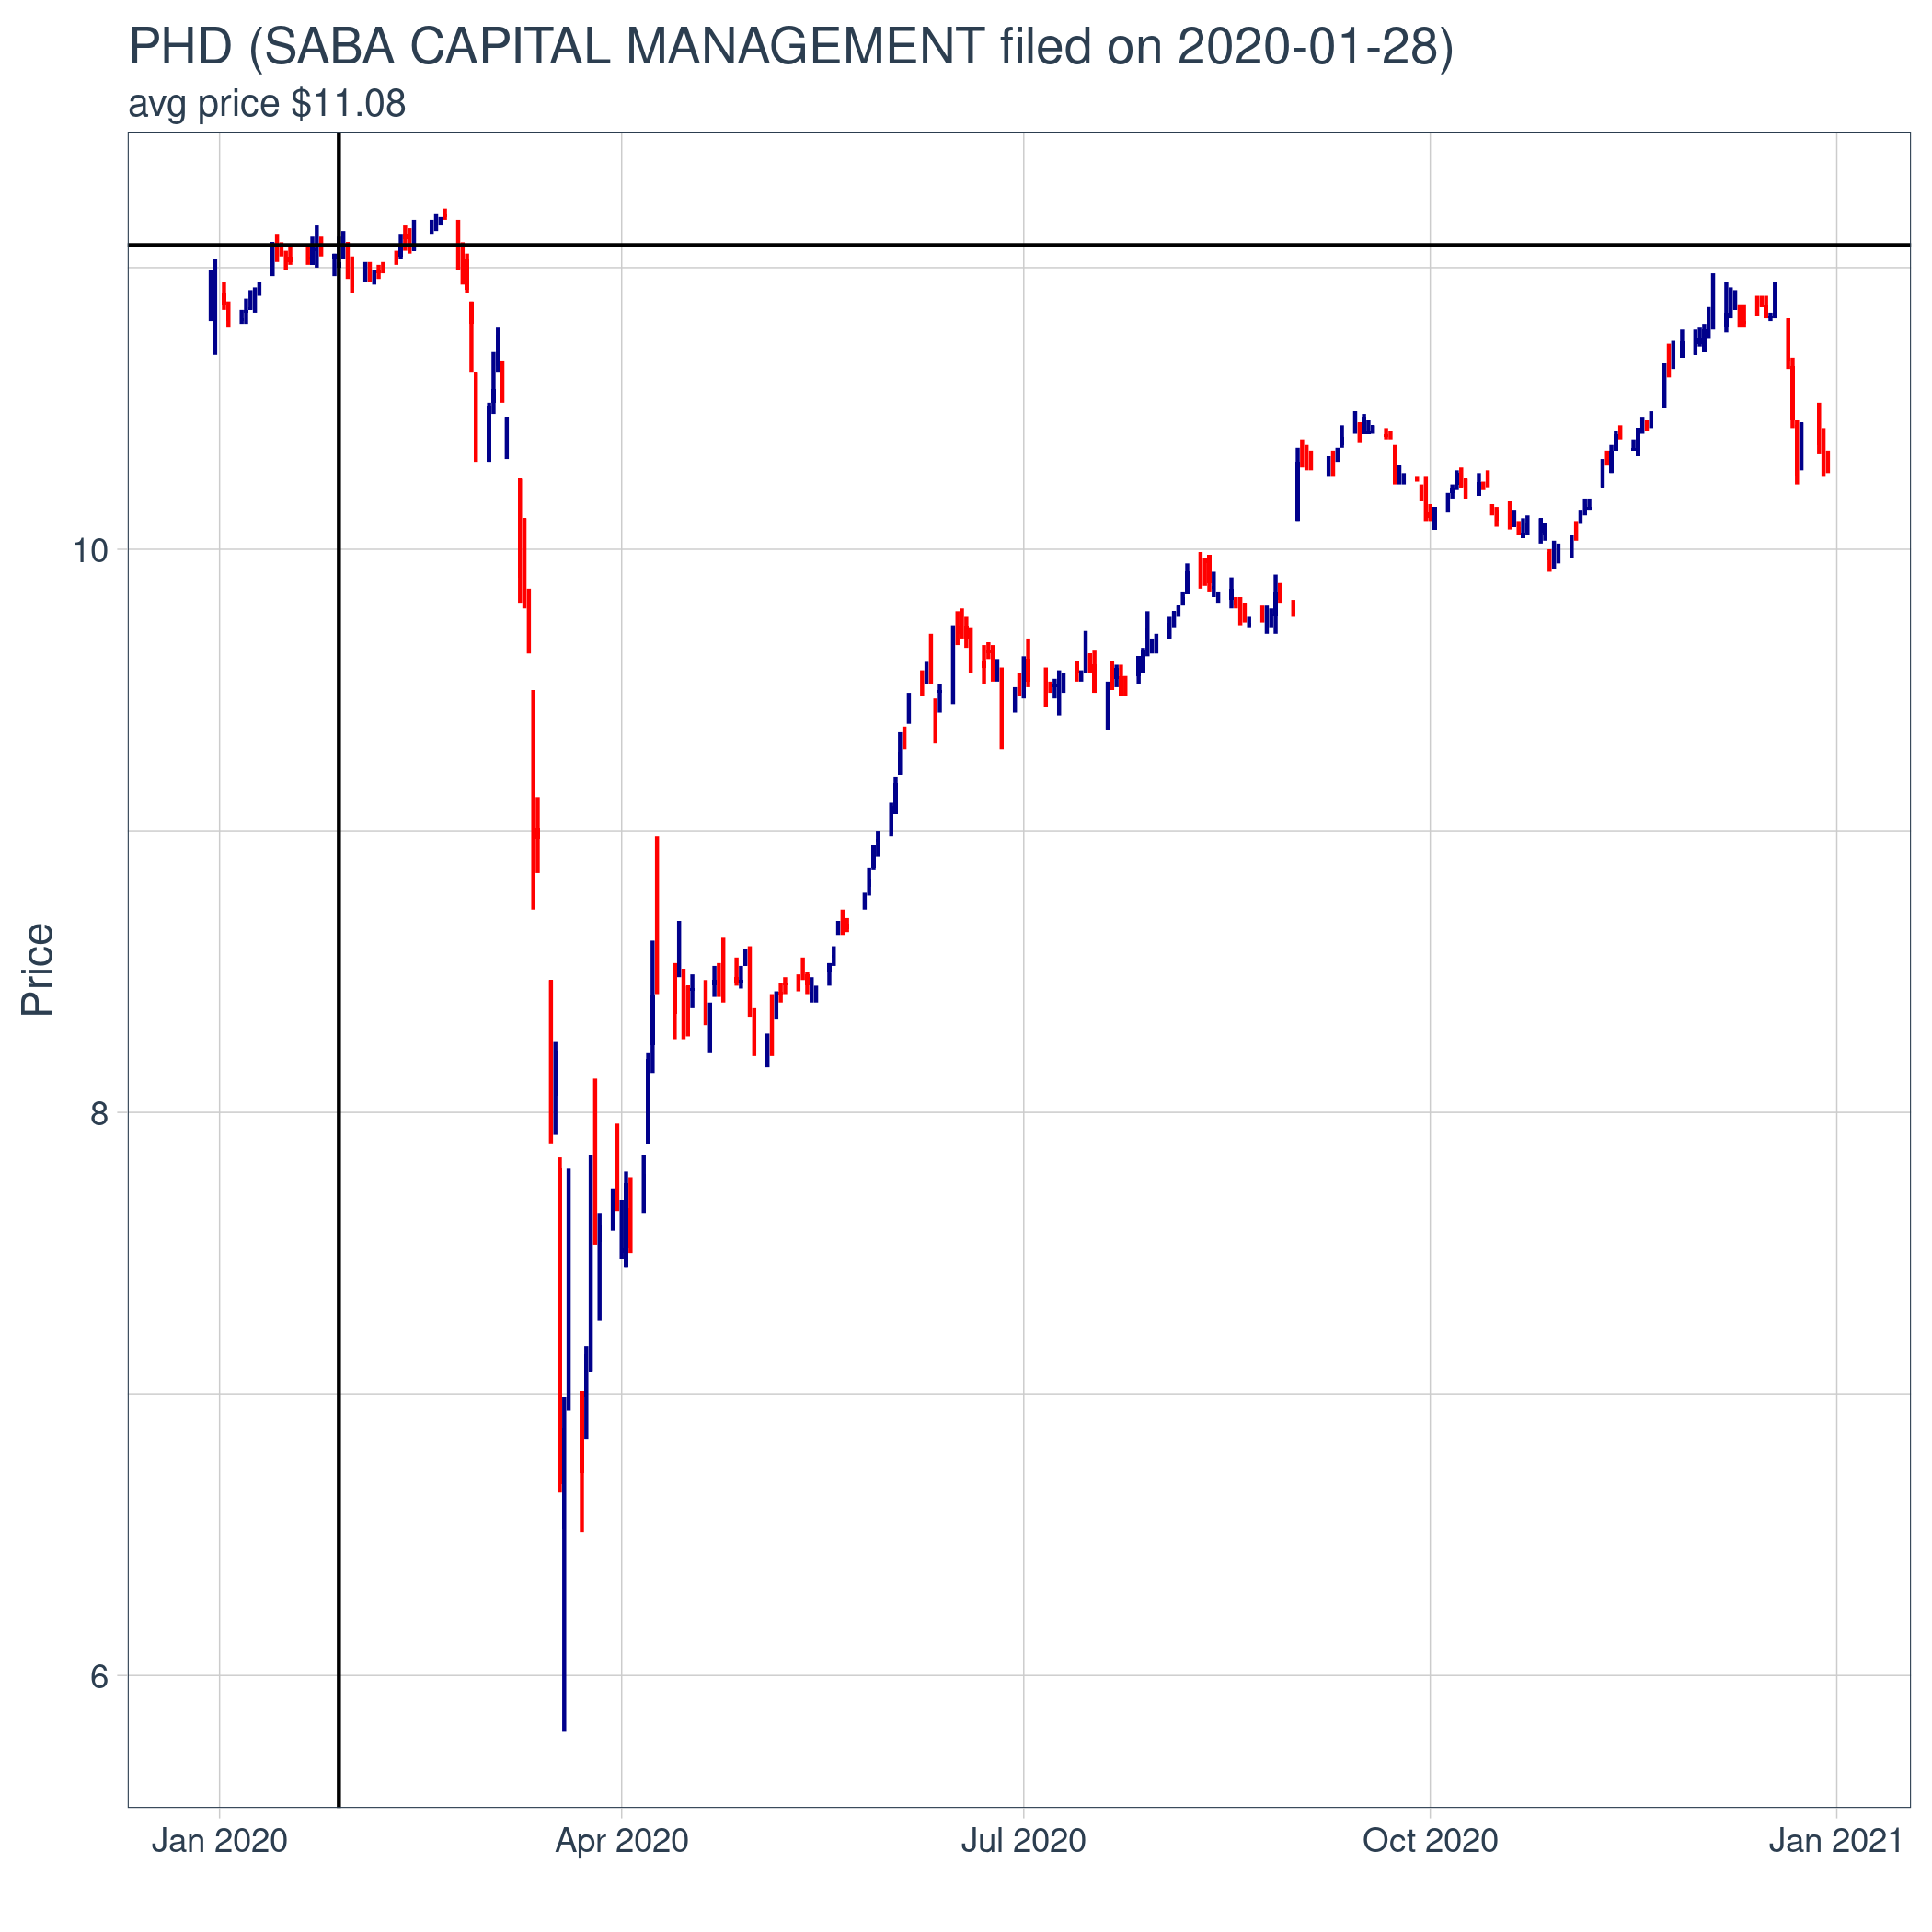 PHD (SABA CAPITAL MANAGEMENT filed on 2020-01-28)
avg price $11.08
Price
10
8
6
Jan 2020
Apr 2020
Jul 2020
Oct 2020
Jan 2021